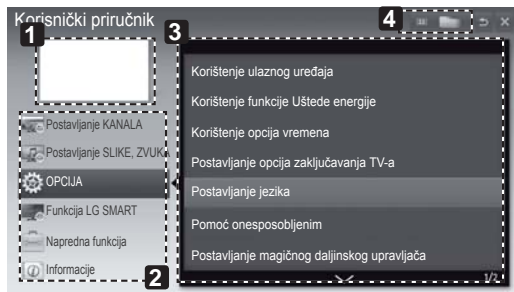 Korisnički priručnik
4
1
3
Korištenje ulaznog uređaja
Korištenje funkcije Uštede energije
Korištenje opcija vremena
Postavljanje opcija zaključavanja TV-a
Postavljanje jezika
Pomoć onesposobljenim
Postavljanje magičnog daljinskog upravljača
1/2
Postavljanje KANALA
Postavljanje SLIKE, ZVUKA
OPCIJA
Funkcija LG SMART
Napredna funkcija
Informacije
2